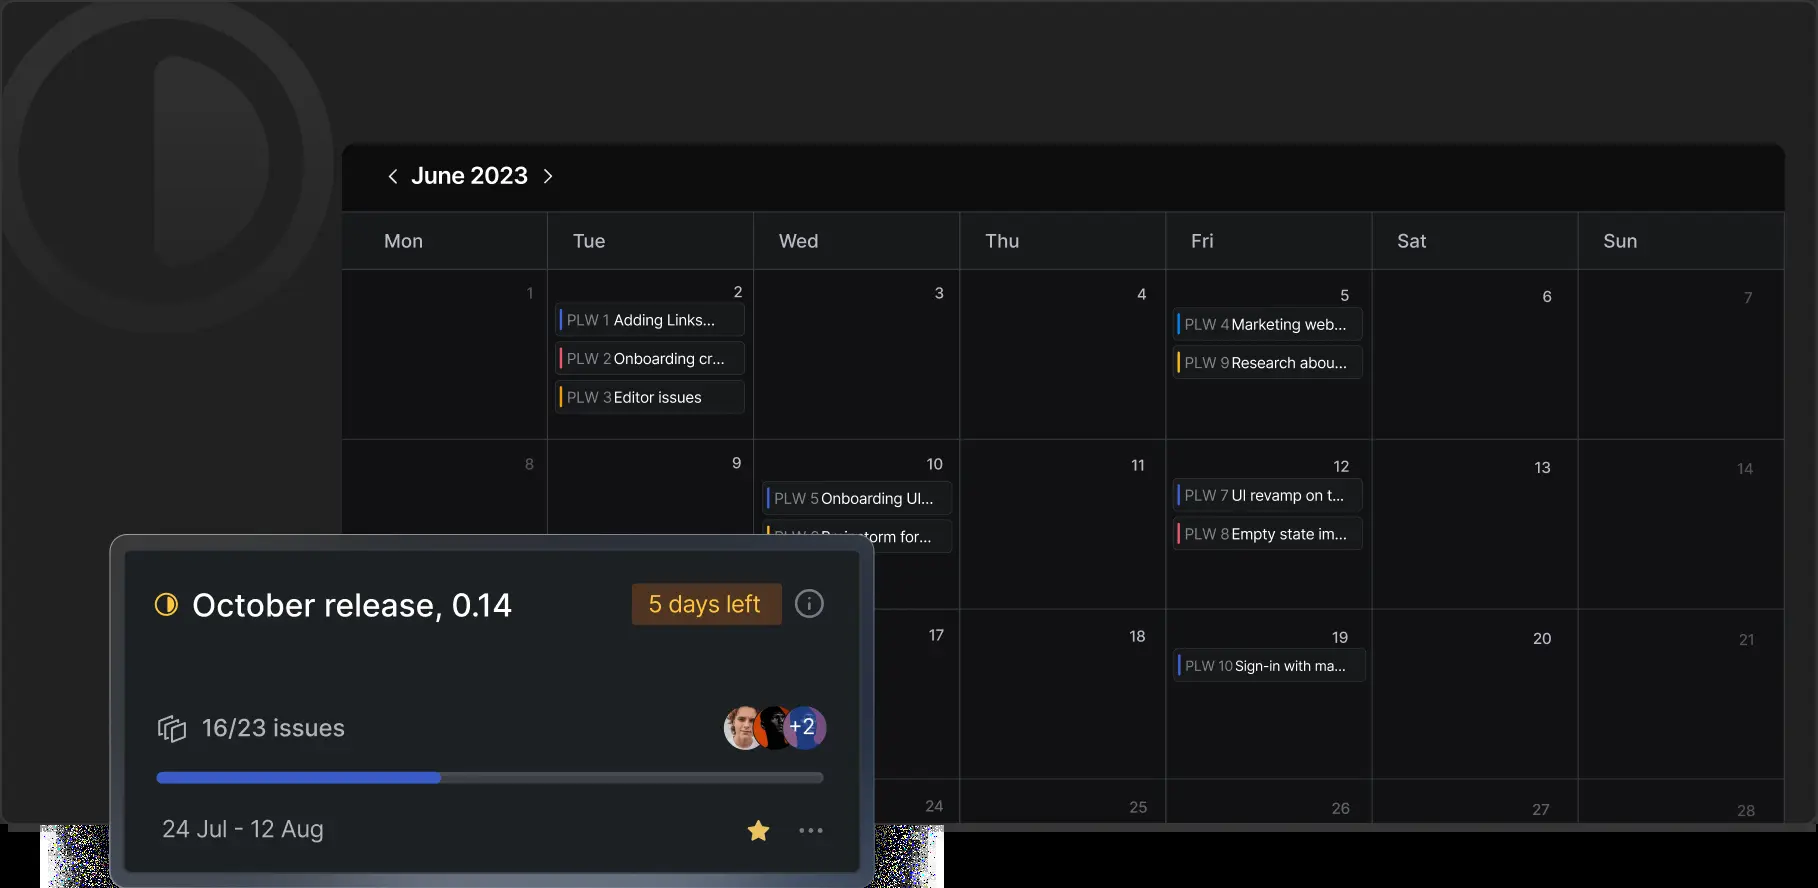 June 2023
Mon Tue Wed Thu Fri Sat Sun
1 2 3 4 5 6 7
PLW 1 Adding Links...
PLW 2 Onboarding cr...
PLW 3 Editor issues
PLW 4 Marketing web...
PLW 9 Research abou...
8 9 10 11 12 13 14
PLW 5 Onboarding UI...
for...
PLW 7 UI revamp on t...
PLW 8 Empty state im...
17 18 19 20 21
PLW 10 Sign-in with ma...
24 25 26 27 28
October release, 0.14
5 days left
16/23 issues
+2
24 Jul - 12 Aug